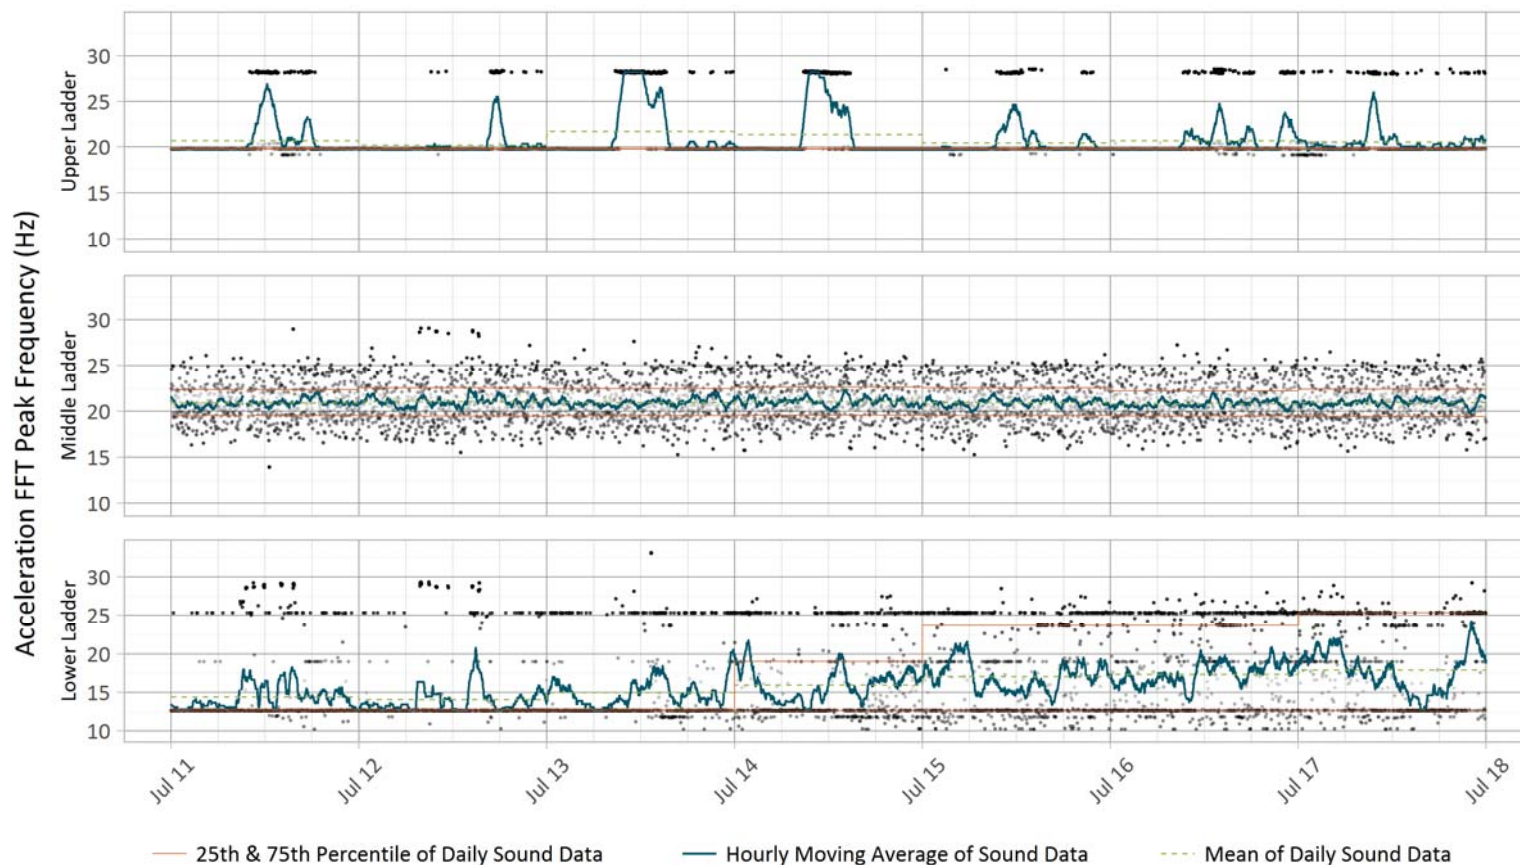 Acceleration FFT Peak Frequency (Hz)
Upper Ladder
30
25
20
15
10
Middle Ladder
30
25
20
15
10
Lower Ladder
30
25
20
15
10
Jul 11
Jul 12
Jul 13
Jul 14
Jul 15
Jul 16
Jul 17
Jul 18
25th & 75th Percentile of Daily Sound Data
Hourly Moving Average of Sound Data
Mean of Daily Sound Data